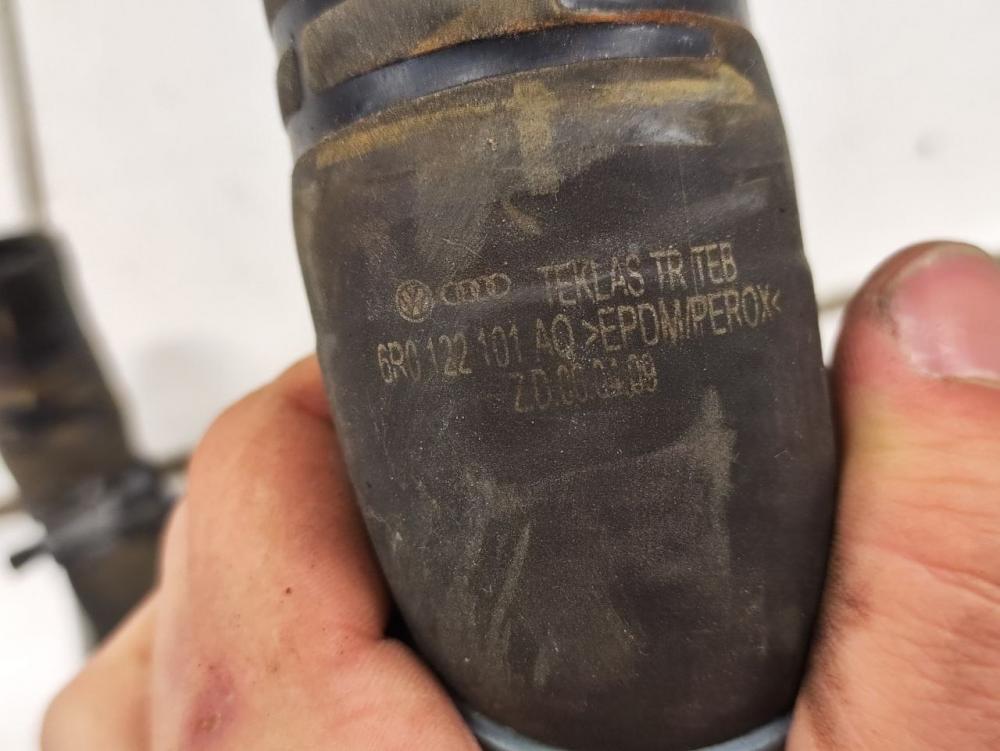 TEKLAS TR TEB
6R0 122 101 AQ >EPDM/PEROX<